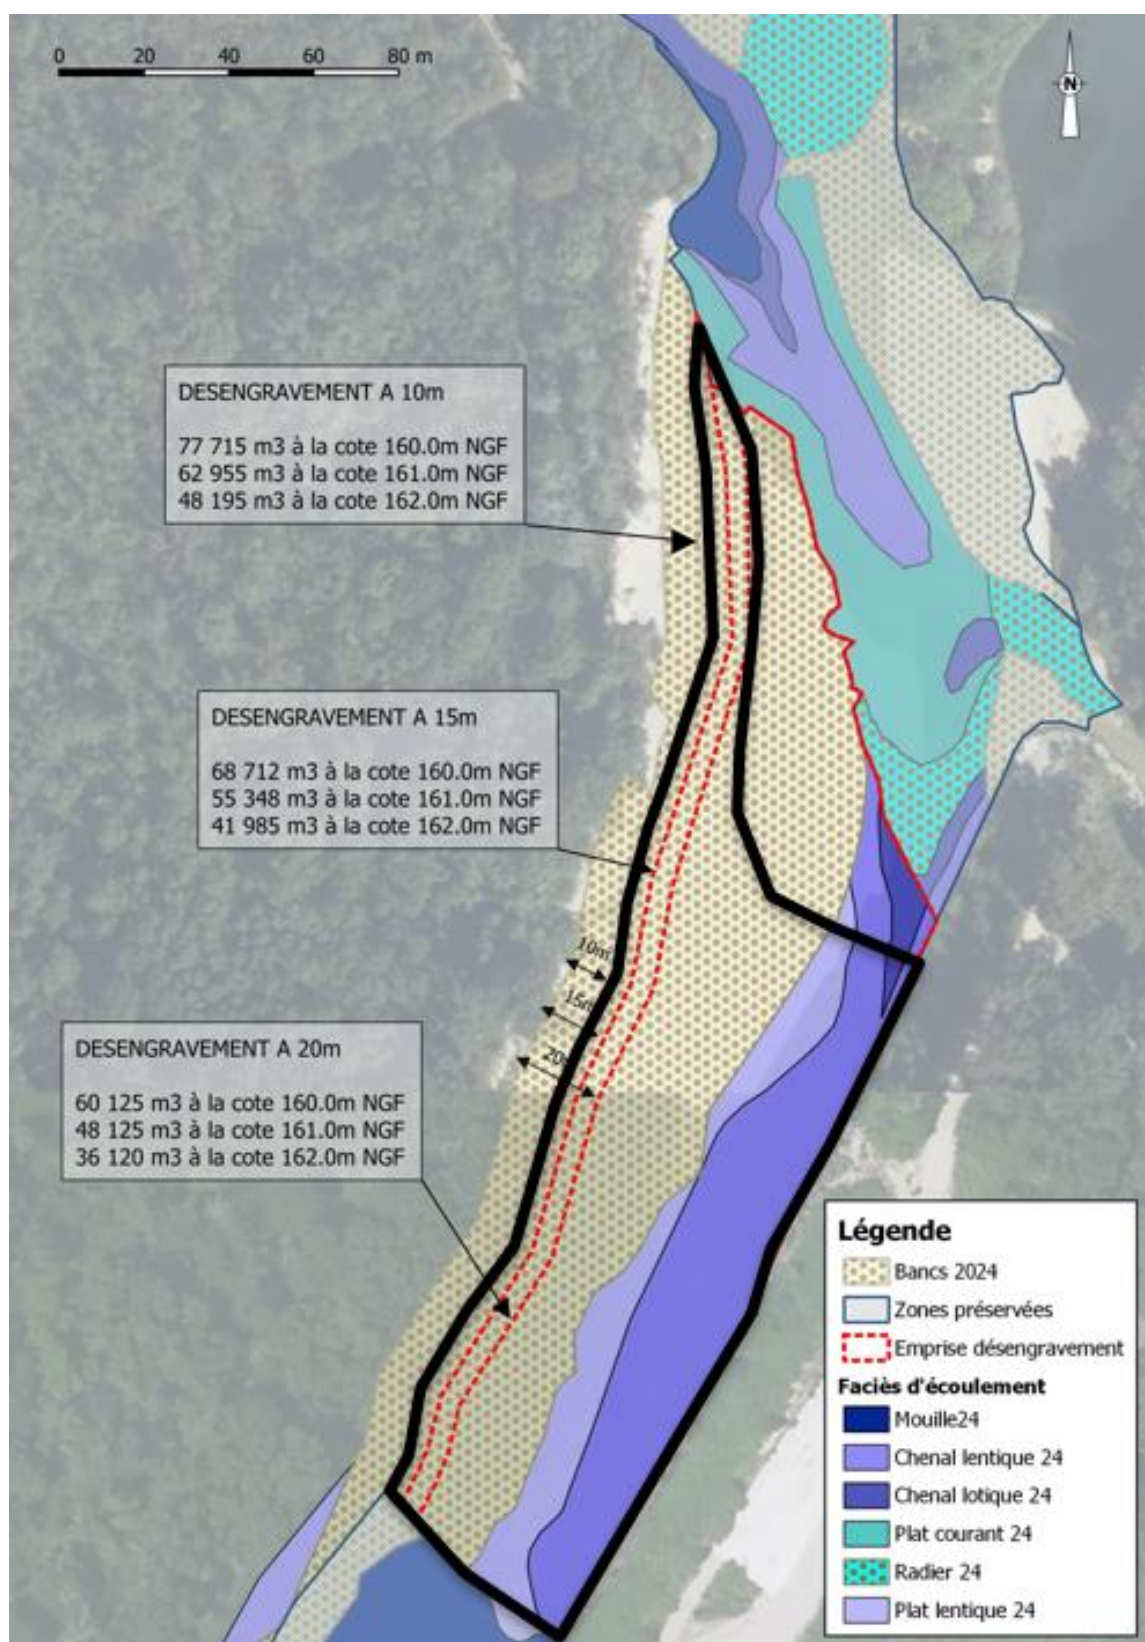 0 20 40 60 80 m
N
DESENGRAVEMENT A 10m
77 715 m3 à la cote 160.0m NGF
62 955 m3 à la cote 161.0m NGF
48 195 m3 à la cote 162.0m NGF
DESENGRAVEMENT A 15m
68 712 m3 à la cote 160.0m NGF
55 348 m3 à la cote 161.0m NGF
41 985 m3 à la cote 162.0m NGF
10m
15m
DESENGRAVEMENT A 20m
60 125 m3 à la cote 160.0m NGF
48 125 m3 à la cote 161.0m NGF
36 120 m3 à la cote 162.0m NGF
Légende
Bancs 2024
Zones préservées
Emprise désengravement
Faciès d'écoulement
Mouille24
Chenal lentique 24
Chenal lotique 24
Plat courant 24
Radier 24
Plat lentique 24